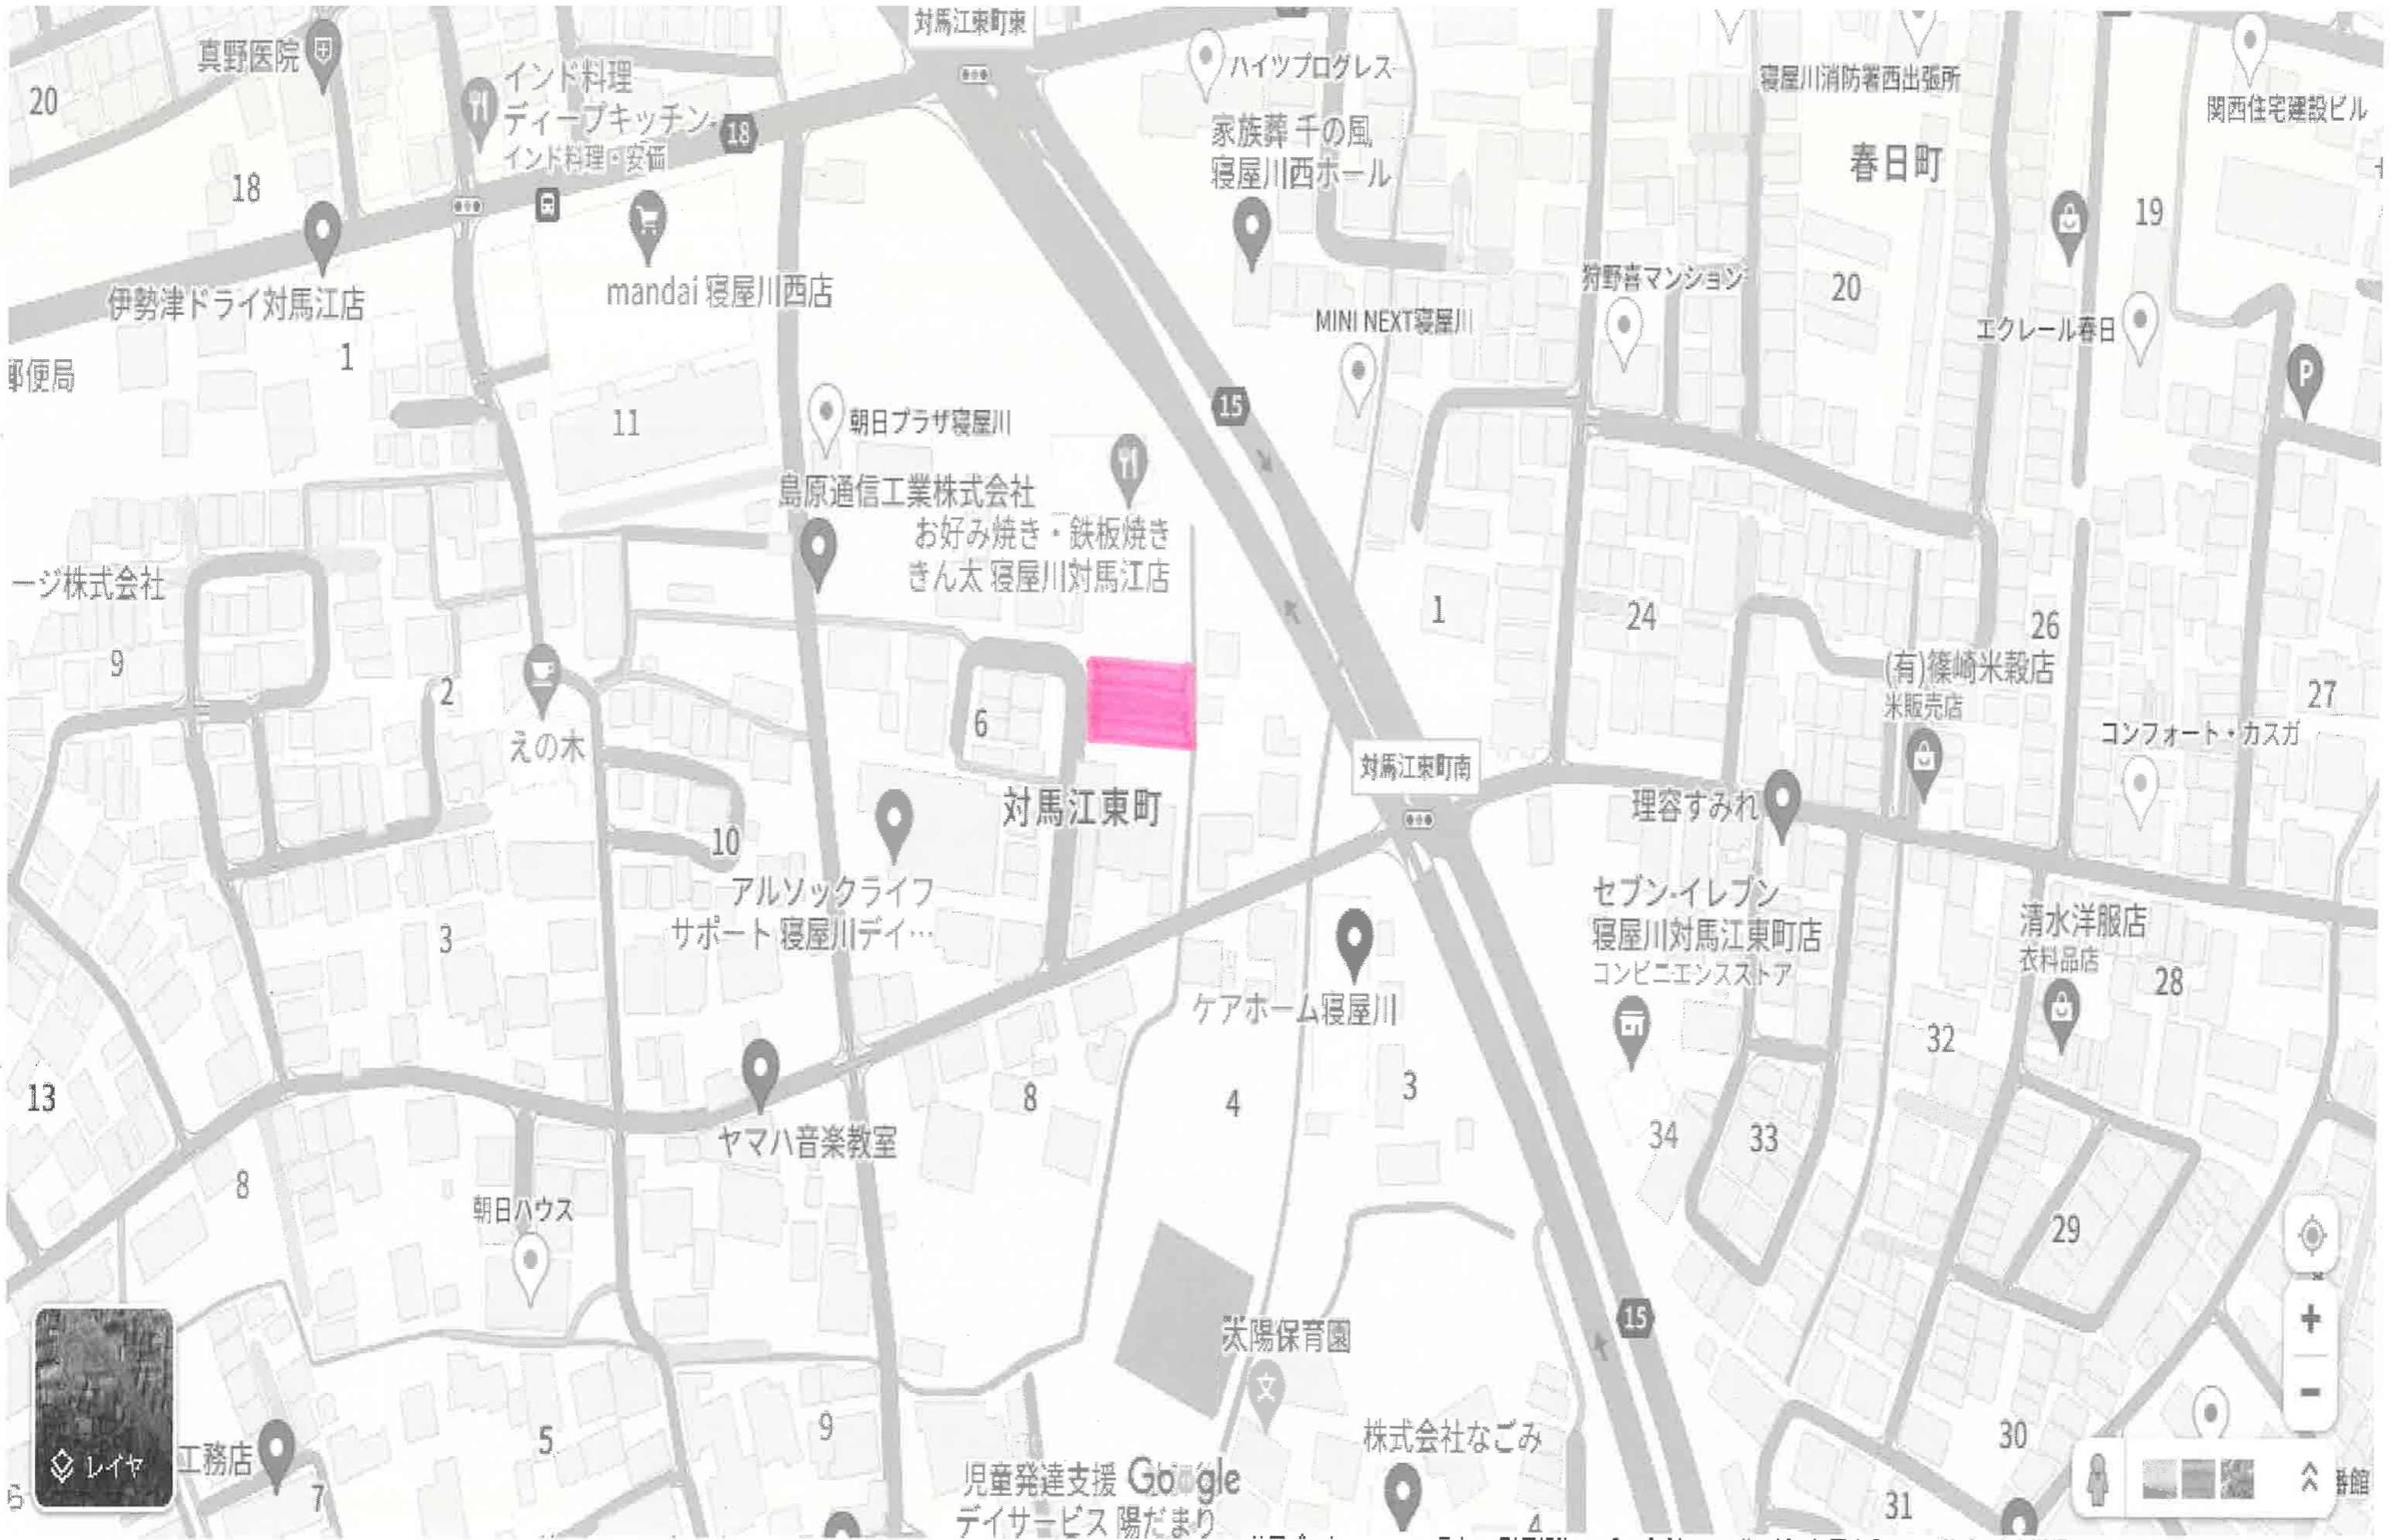 対馬江東町東
真野医院
20
18
インド料理
ディープキッチン
インド料理・安価
18
mandai 寝屋川西店
伊勢津ドライ対馬江店
1
郵便局
11
ハイツプログレス
家族葬 千の風
寝屋川西ホール
寝屋川消防署西出張所
春日町
関西住宅建設ビル
19
20
狩野喜マンション
MINI NEXT寝屋川
エクレール春日
P
15
朝日プラザ寝屋川
島原通信工業株式会社
お好み焼き・鉄板焼き
きん太 寝屋川対馬江店
ージ株式会社
9
2
えの木
6
10
対馬江東町
アルソックライフ
サポート 寝屋川デイ…
1
24
26
(有)篠崎米穀店
米販売店
27
コンフォート・カスガ
対馬江東町南
理容すみれ
セブン-イレブン
寝屋川対馬江東町店
コンビニエンスストア
清水洋服店
衣料品店
28
3
ケアホーム寝屋川
32
13
ヤマハ音楽教室
8
4
3
34
33
8
朝日ハウス
29
15
太陽保育園
レイヤ
工務店
7
5
9
株式会社なごみ
30
児童発達支援
デイサービス 陽だまり
Google
4
31
番館